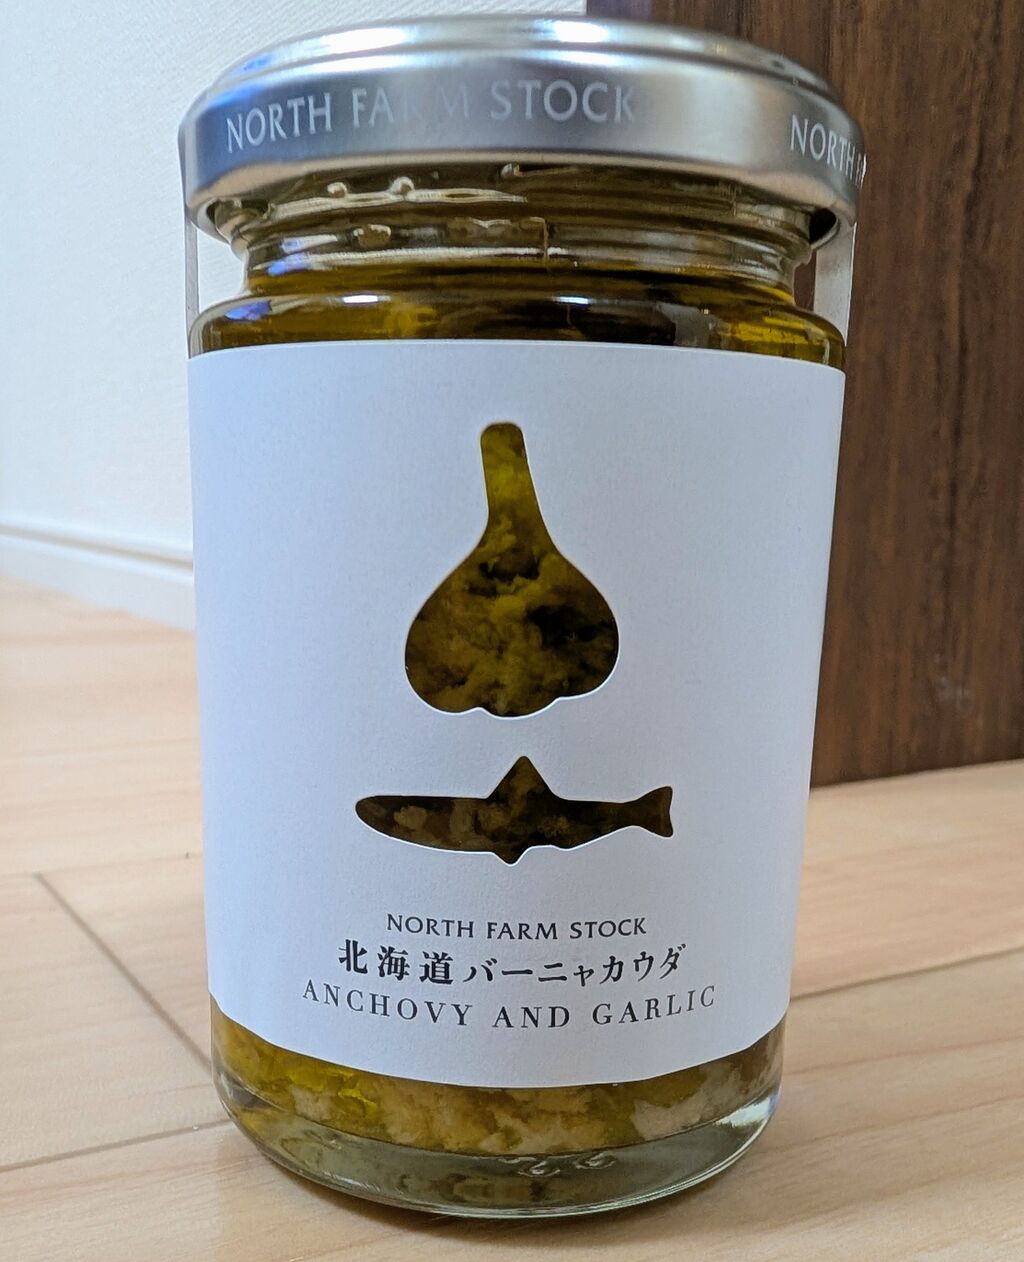 NORTH FARM STOCK
NORTH
NORTH FARM STOCK
北海道バーニャカウダ
ANCHOVY AND GARLIC